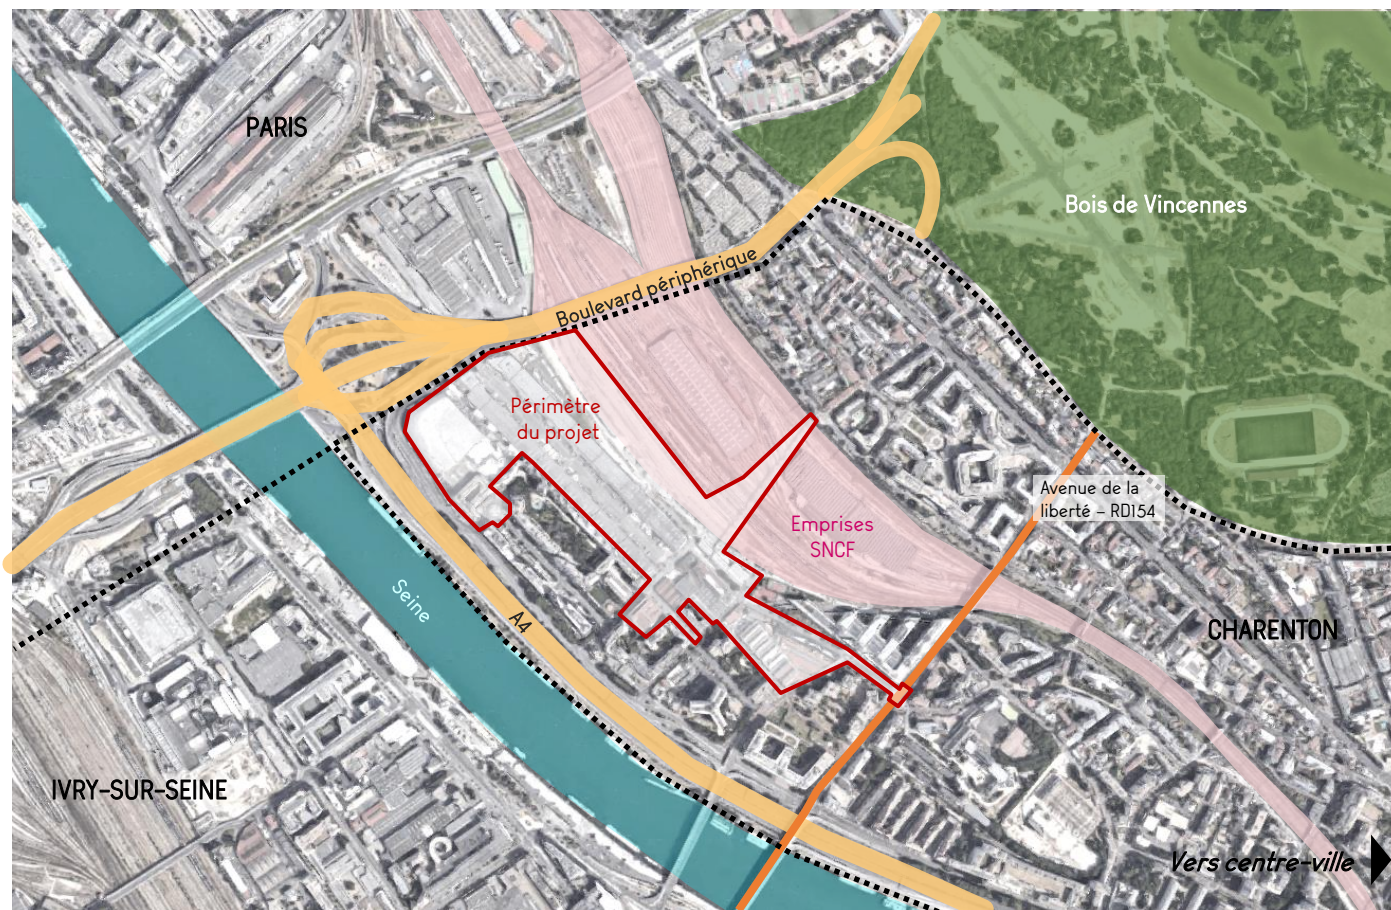 PARIS
Bois de Vincennes
Boulevard périphérique
Périmètre
du projet
Avenue de la
liberté – RD154
Emprises
SNCF
Seine
A4
CHARENTON
IVRY-SUR-SEINE
Vers centre-ville